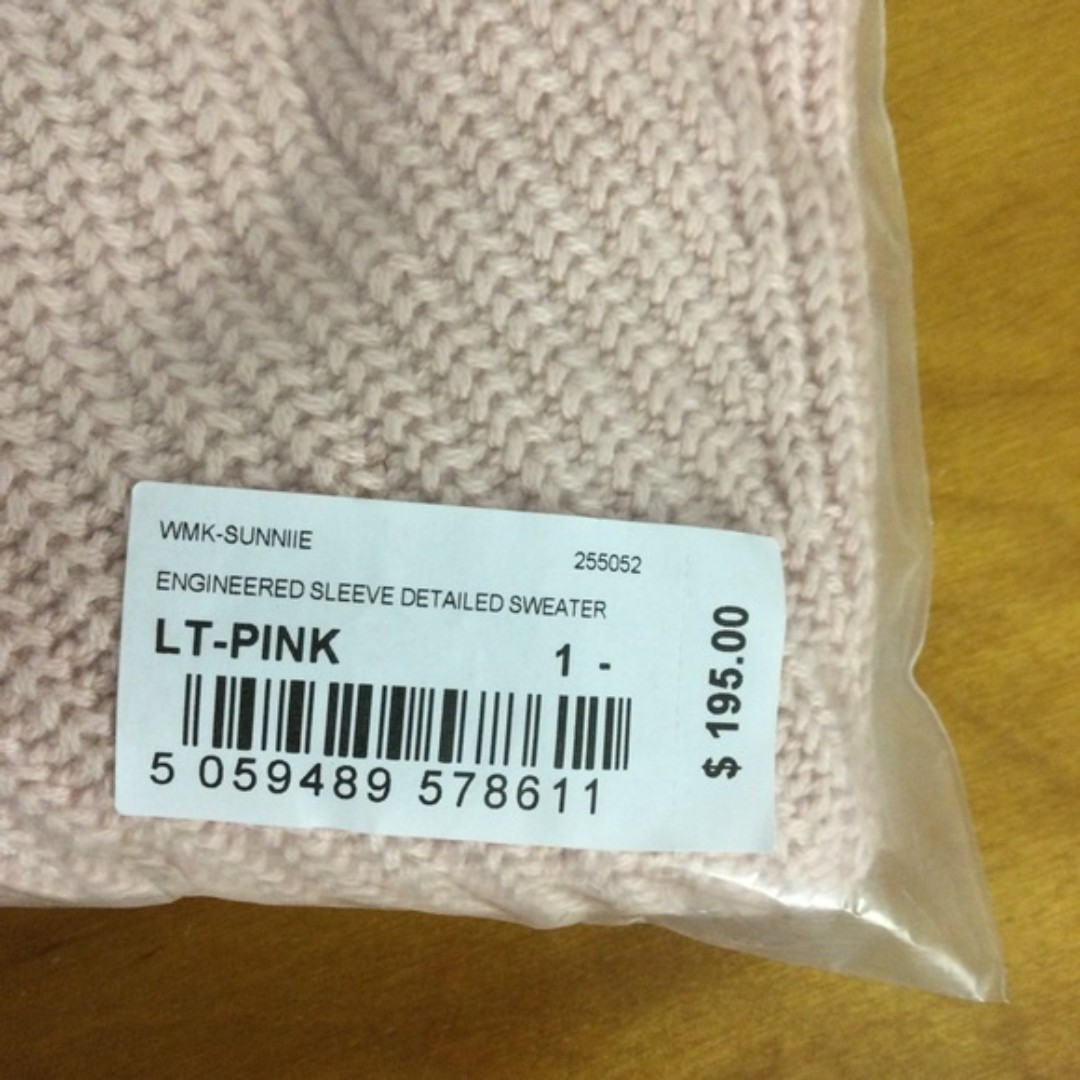 WMK-SUNNIIE
255052
ENGINEERED SLEEVE DETAILED SWEATER
LT-PINK
1 -
5 059489 578611
$ 195.00